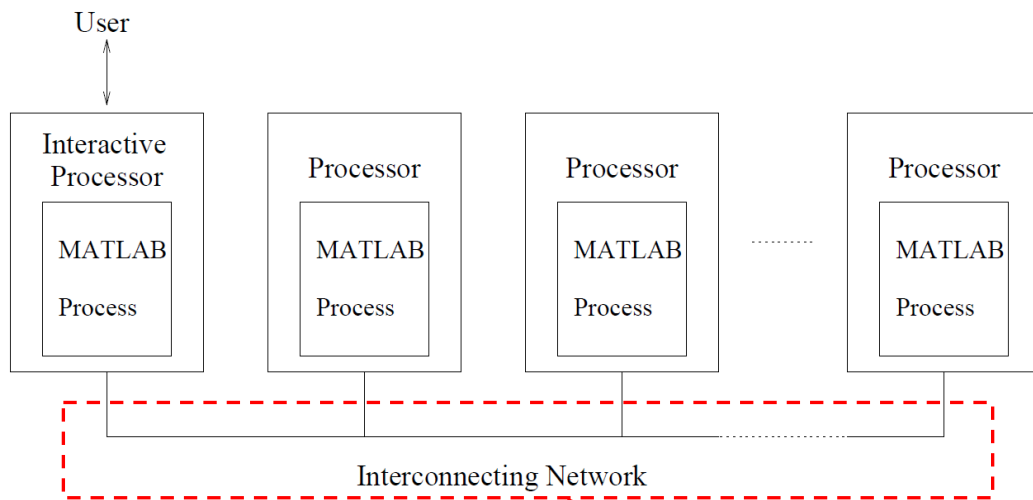 User
Interactive
Processor
MATLAB
Process
Processor
MATLAB
Process
Processor
MATLAB
Process
Processor
MATLAB
Process
Interconnecting Network